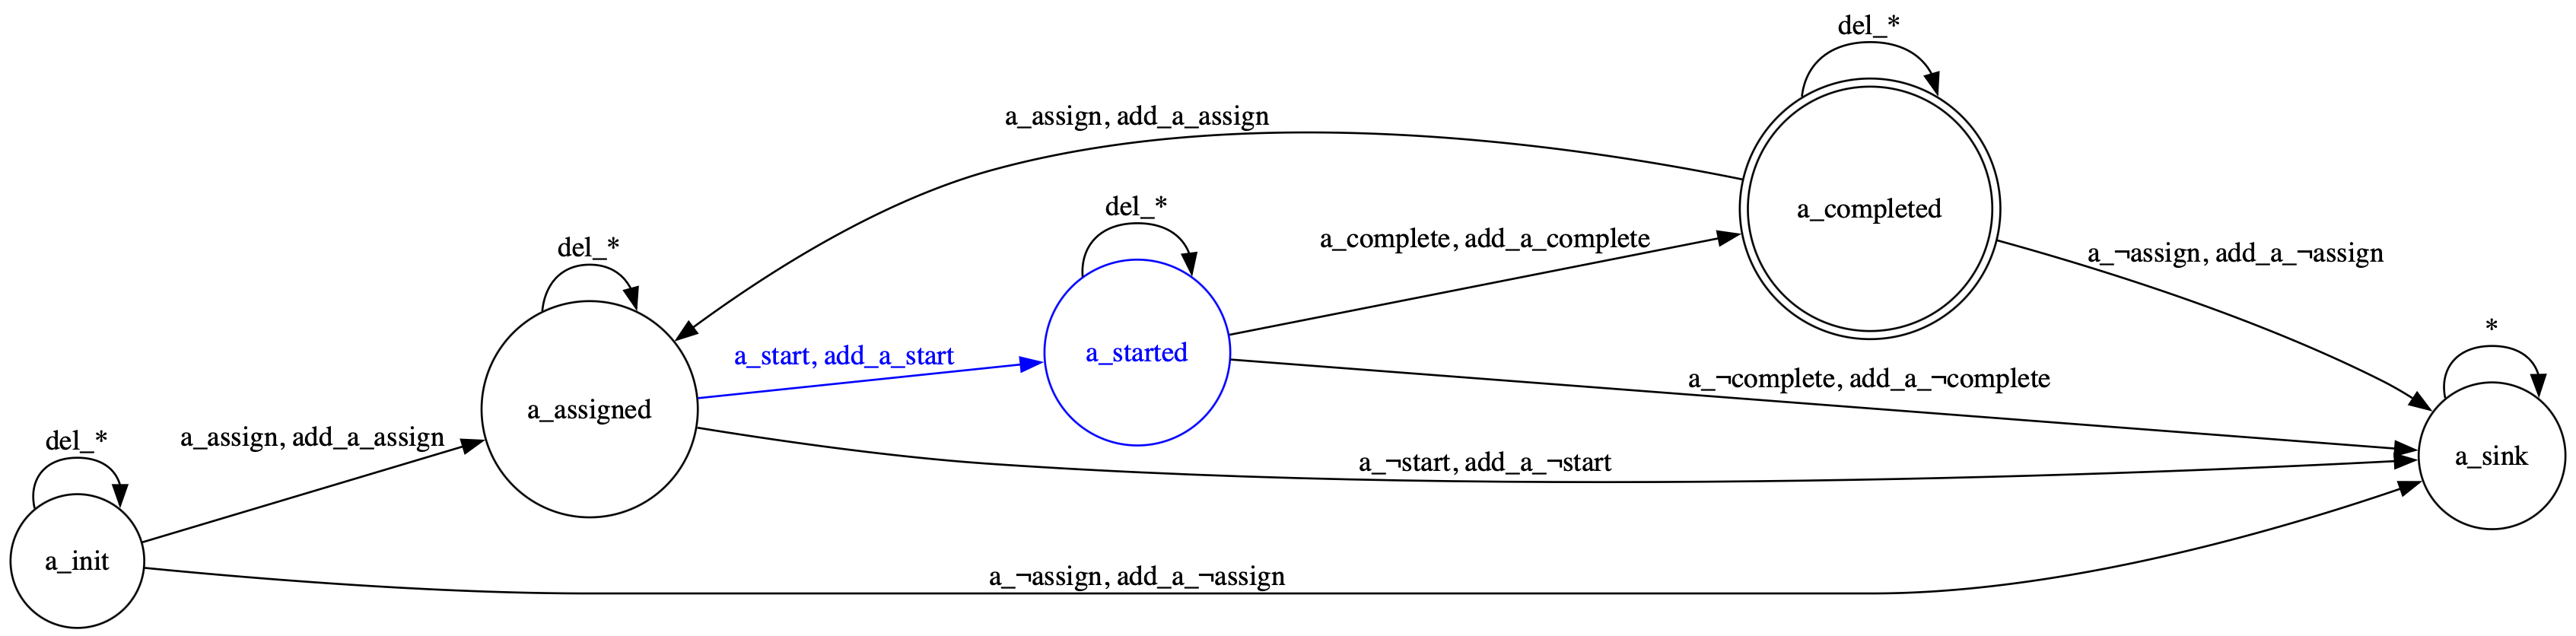 del_*
a_assign, add_a_assign
a_completed
del_*
a_complete, add_a_complete
a_¬assign, add_a_¬assign
del_*
*
a_start, add_a_start
a_started
a_¬complete, add_a_¬complete
a_assigned
del_*
a_assign, add_a_assign
a_¬start, add_a_¬start
a_sink
a_init
a_¬assign, add_a_¬assign